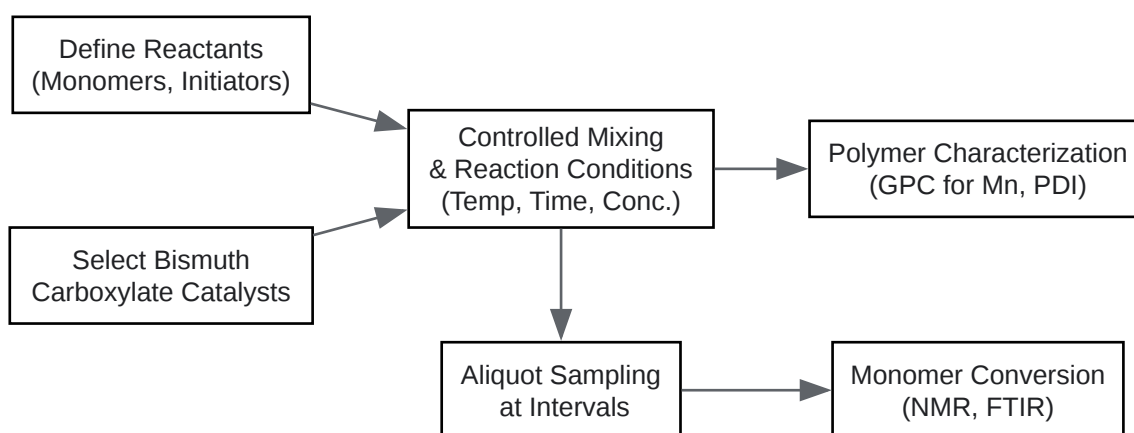 Define Reactants
(Monomers, Initiators)
Select Bismuth
Carboxylate Catalysts
Controlled Mixing
& Reaction Conditions
(Temp, Time, Conc.)
Polymer Characterization
(GPC for Mn, PDI)
Aliquot Sampling
at Intervals
Monomer Conversion
(NMR, FTIR)